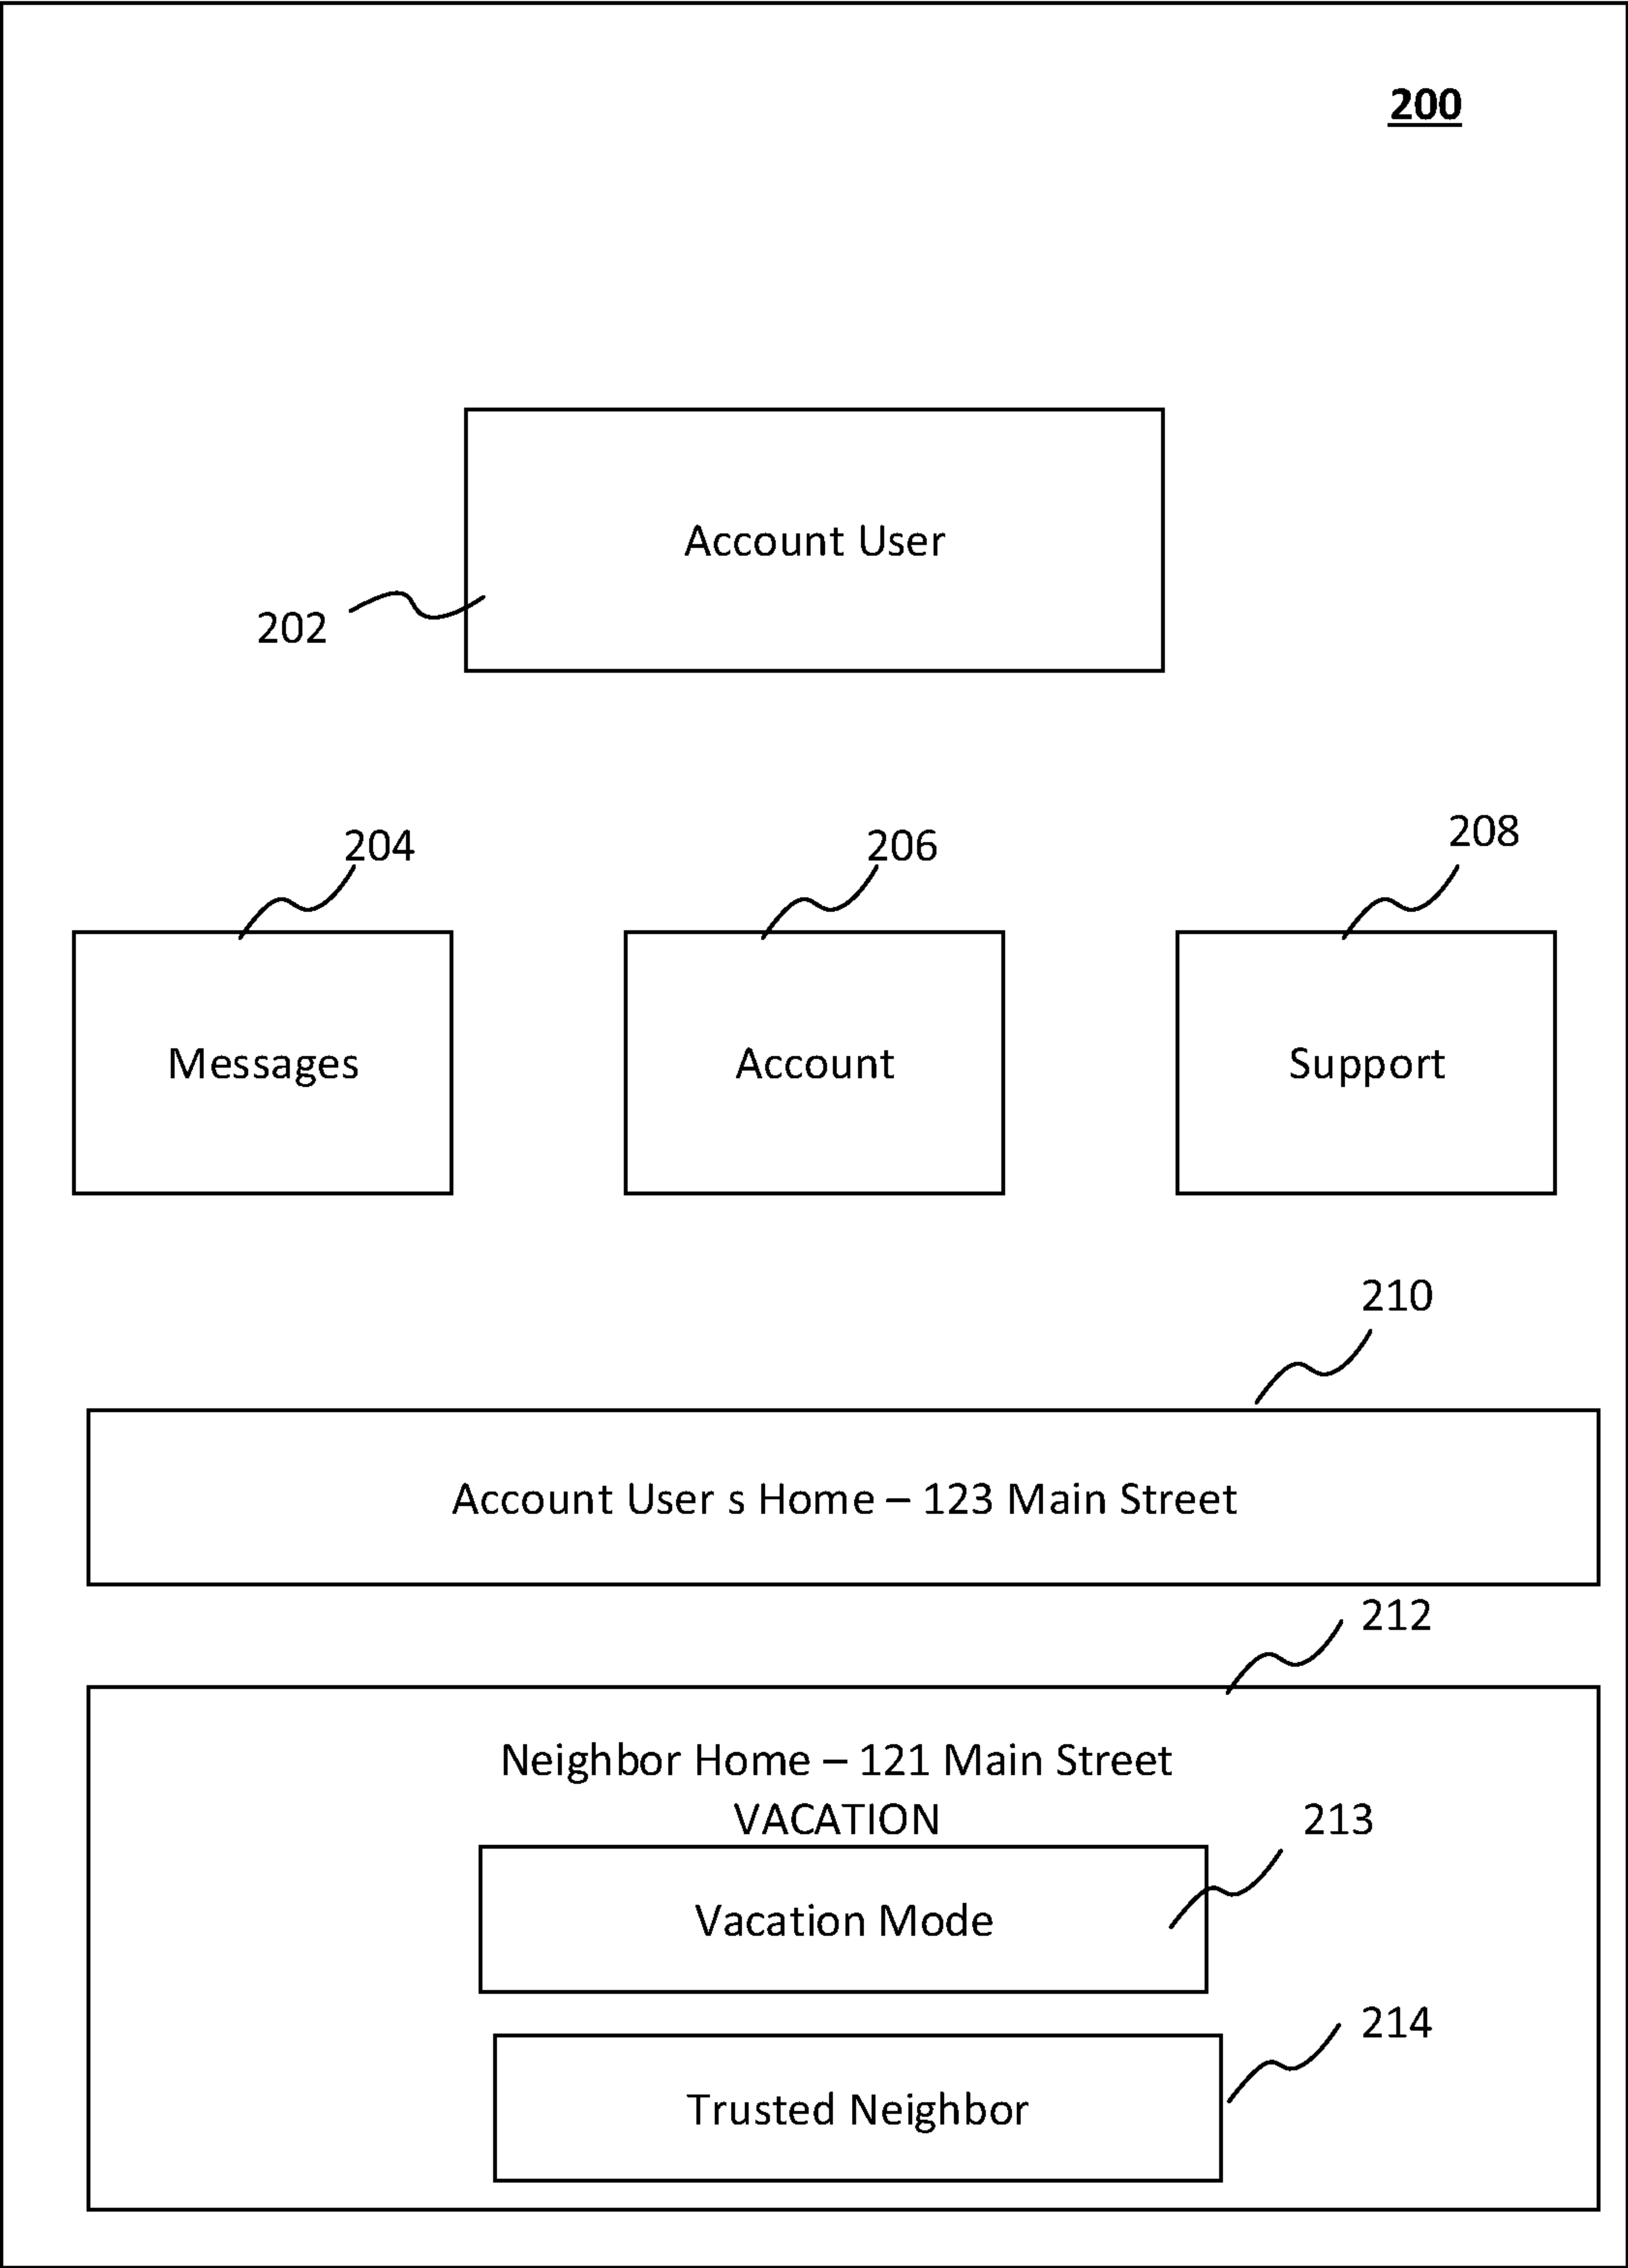 200
Account User
202
204
206
208
Messages
Account
Support
210
Account User s Home – 123 Main Street
212
Neighbor Home – 121 Main Street
VACATION
213
Vacation Mode
214
Trusted Neighbor